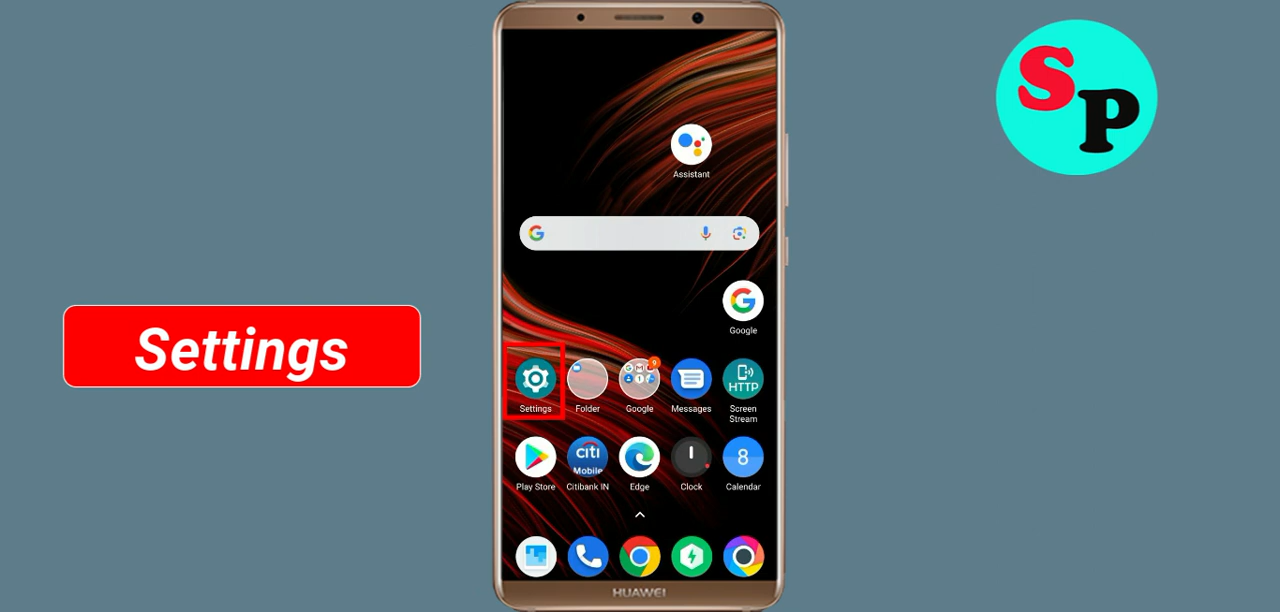 SP
Assistant
Google
Settings
Settings
Folder
Google
9
Messages
HTTP
Screen
Stream
Play Store
citi
Mobile
Citibank IN
Edge
Clock
8
Calendar
HUAWEI